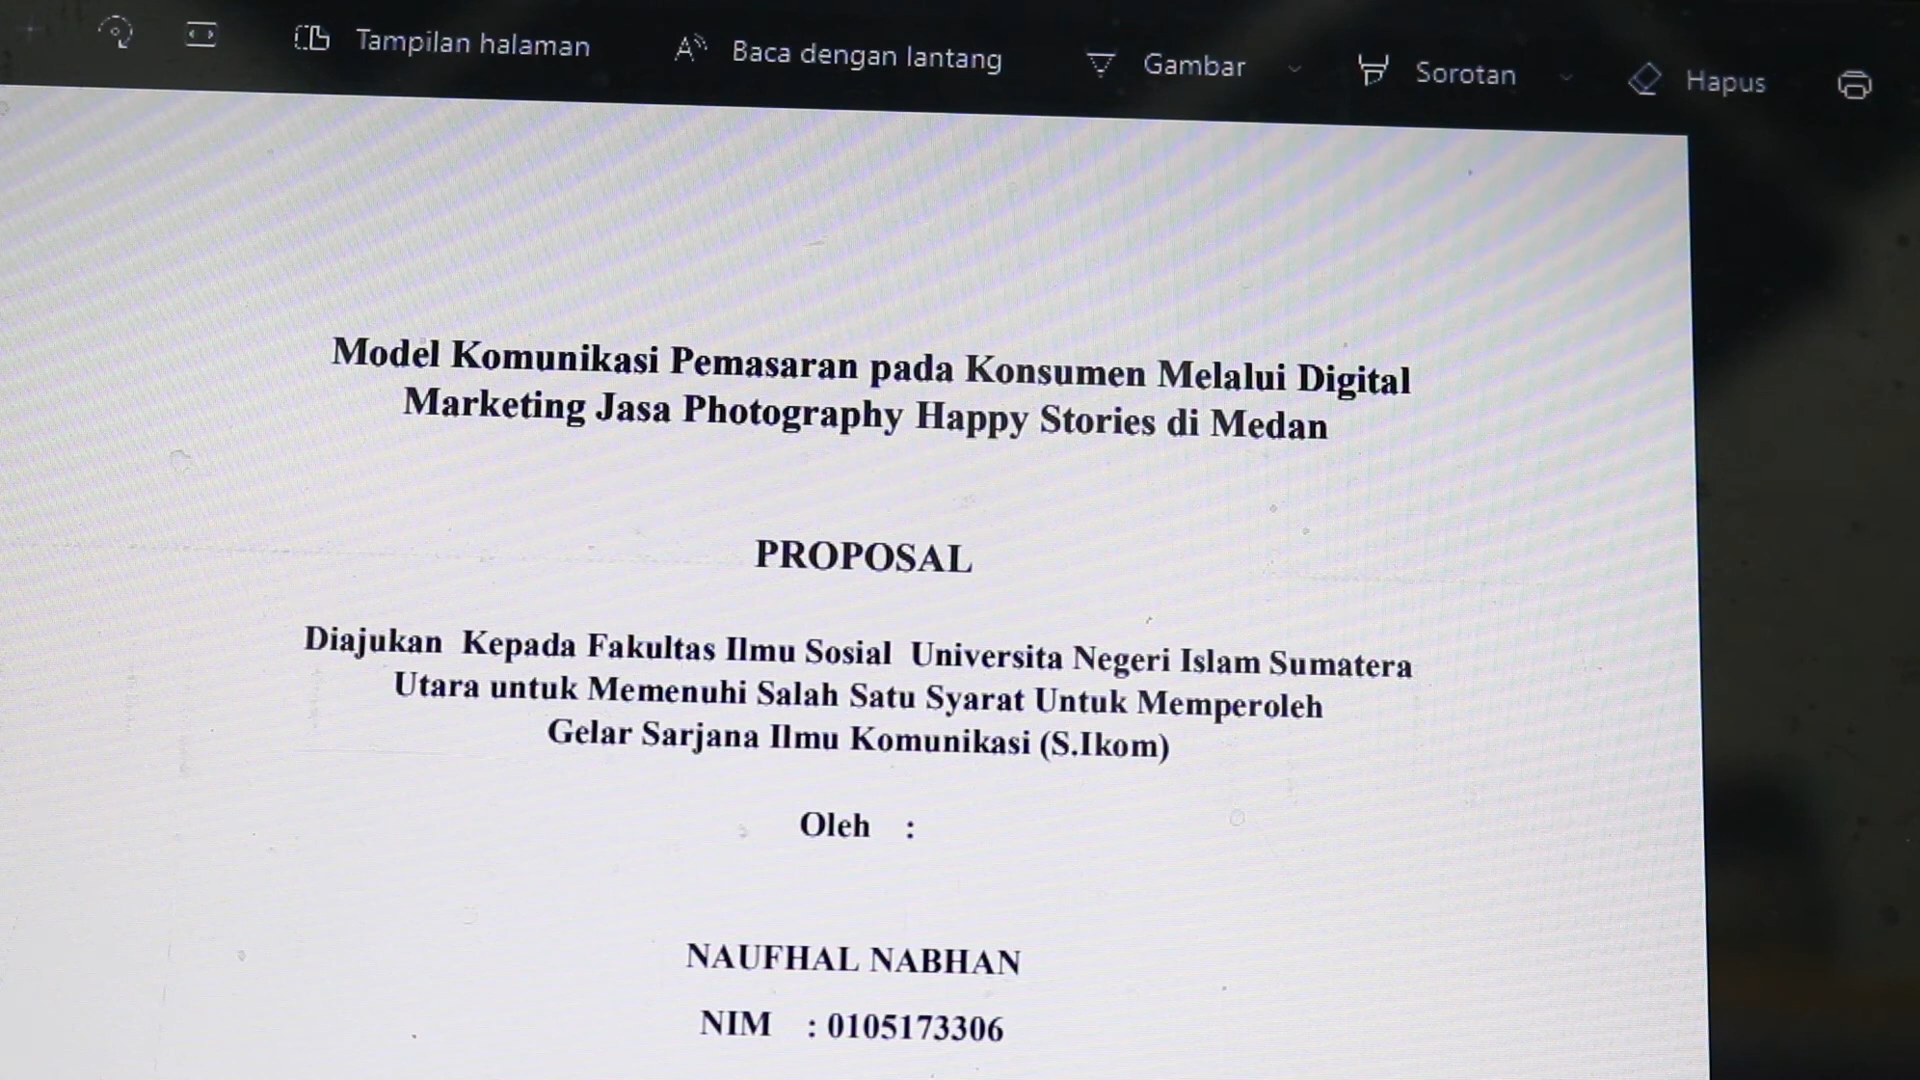 Tampilan halaman Baca dengan lantang Gambar Sorotan Hapus
Model Komunikasi Pemasaran pada Konsumen Melalui Digital
Marketing Jasa Photography Happy Stories di Medan
PROPOSAL
Diajukan Kepada Fakultas Ilmu Sosial Universita Negeri Islam Sumatera
Utara untuk Memenuhi Salah Satu Syarat Untuk Memperoleh
Gelar Sarjana Ilmu Komunikasi (S.Ikom)
Oleh :
NAUFHAL NABHAN
NIM : 0105173306